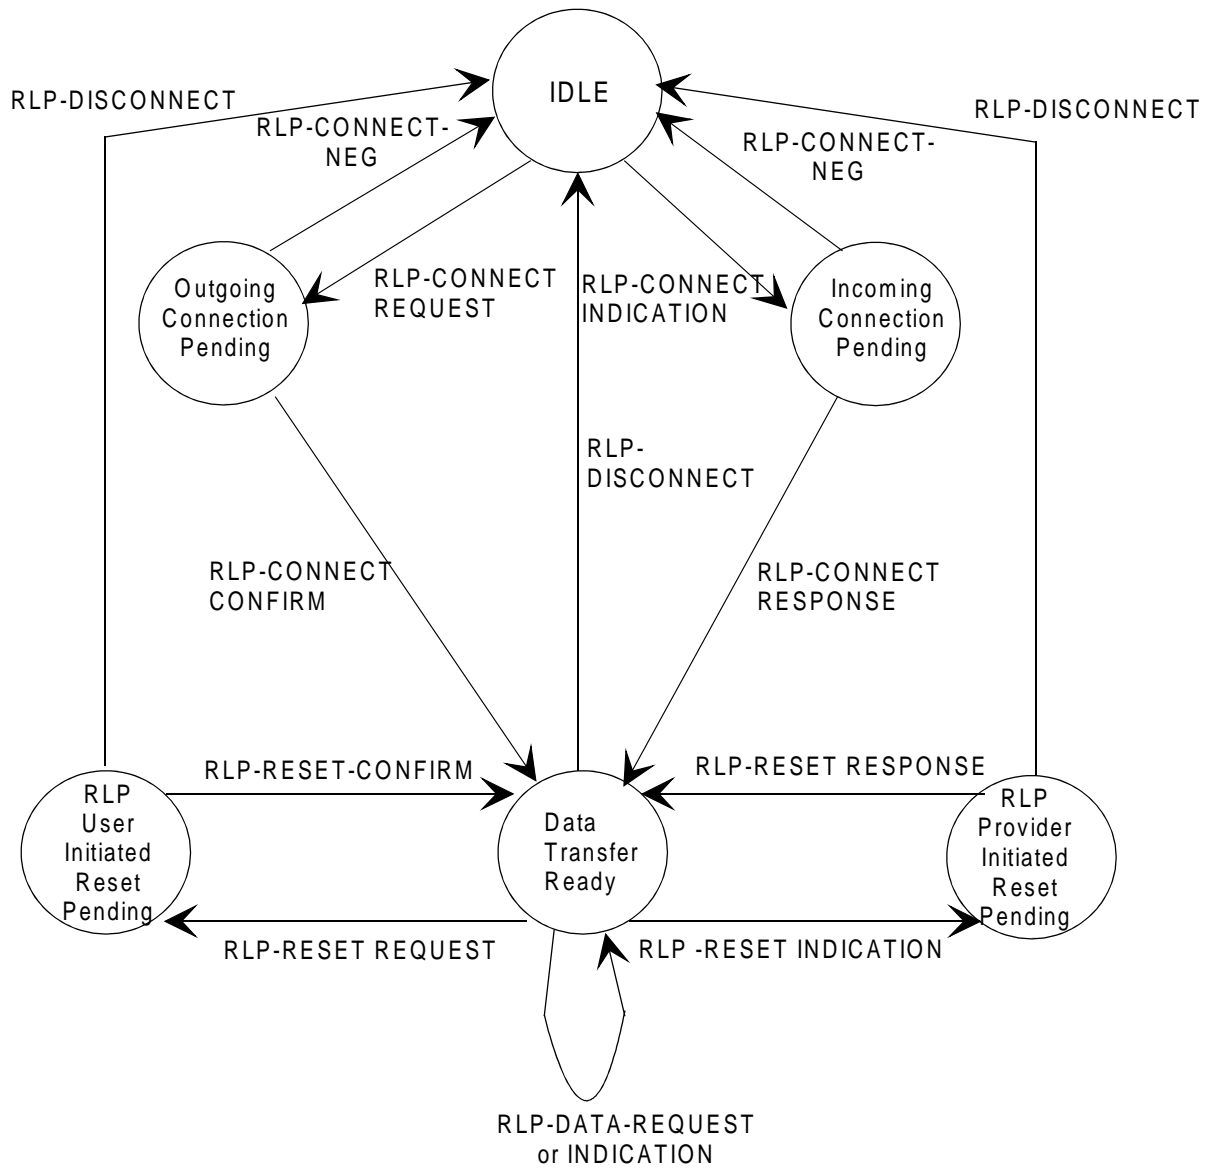 IDLE
RLP-DISCONNECT
RLP-DISCONNECT
RLP-CONNECT-
NEG
RLP-CONNECT-
NEG
Outgoing
Connection
Pending
RLP-CONNECT
REQUEST
RLP-CONNECT
INDICATION
Incoming
Connection
Pending
RLP-
DISCONNECT
RLP-CONNECT
CONFIRM
RLP-CONNECT
RESPONSE
RLP-RESET-CONFIRM
RLP-RESET RESPONSE
RLP
User
Initiated
Reset
Pending
Data
Transfer
Ready
RLP
Provider
Initiated
Reset
Pending
RLP-RESET REQUEST
RLP -RESET INDICATION
RLP-DATA-REQUEST
or INDICATION